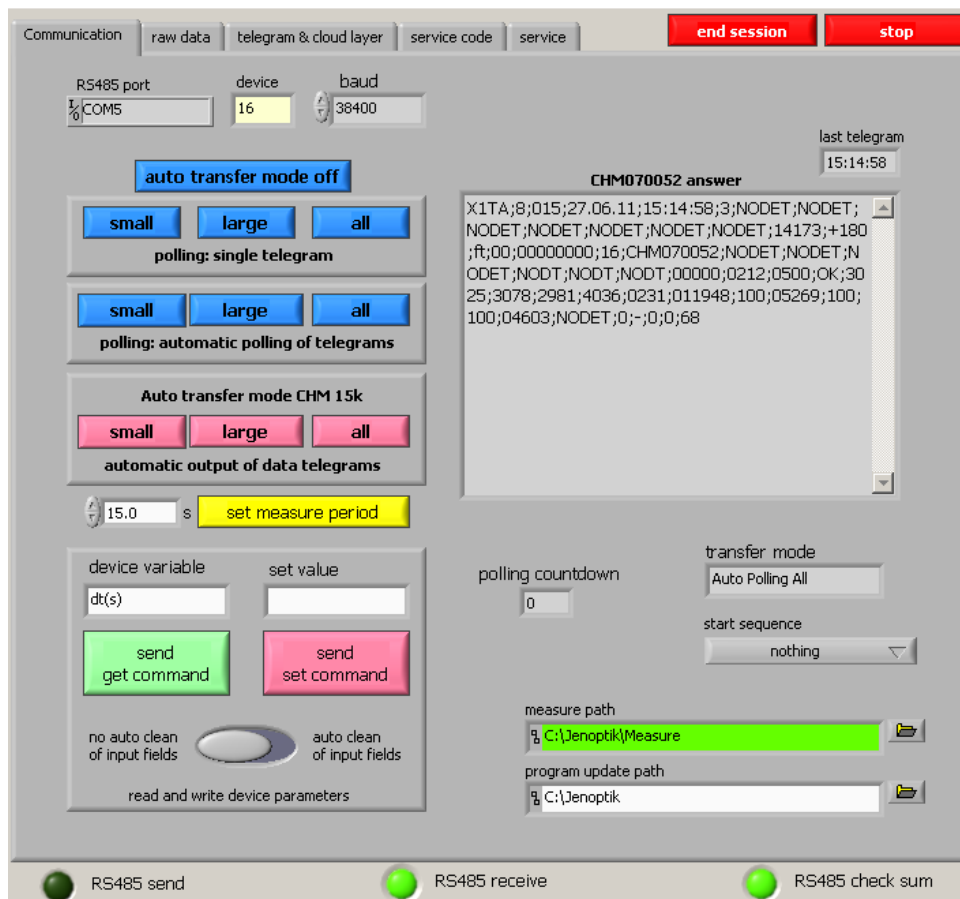 Communication
raw data
telegram & cloud layer
service code
service
end session
stop
RS485 port
device
baud
COM5
16
38400
last telegram
15:14:58
auto transfer mode off
CHM070052 answer
small
large
all
polling: single telegram
X1TA;8;015;27.06.11;15:14:58;3;NODET;NODET;
NODET;NODET;NODET;NODET;NODET;14173;+180
;ft;00;00000000;16;CHM070052;NODET;NODET;N
ODET;NODT;NODT;NODT;00000;0212;0500;OK;30
25;3078;2981;4036;0231;011948;100;05269;100;
100;04603;NODET;0;-;0;0;68
small
large
all
polling: automatic polling of telegrams
Auto transfer mode CHM 15k
small
large
all
automatic output of data telegrams
15.0
s
set measure period
device variable
set value
dt(s)
send
get command
send
set command
no auto clean
of input fields
auto clean
of input fields
read and write device parameters
polling countdown
0
transfer mode
Auto Polling All
start sequence
nothing
measure path
C:\Jenoptik\Measure
program update path
C:\Jenoptik
RS485 send
RS485 receive
RS485 check sum